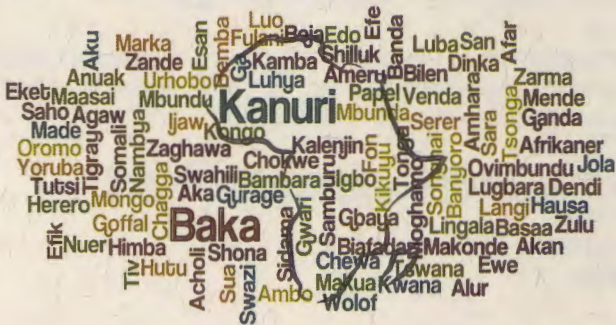 Aku
Marka
Zande
Esan
Bemba
Luo
Fulani
Beja
Edo
Efe
Banda
Luba
San
Afar
Eket
Anuak
Maasai
Urhobo
Ga
Kamba
Luhya
Shilluk
Ameru
Bilen
Dinka
Zarma
Saho
Agaw
Mbundu
Kanuri
Papel
Venda
Amhara
Tsonga
Mende
Made
Tigray
Somali
Nambya
Ijaw
Kongo
Mbunda
Serer
Sara
Ganda
Oromo
Zaghawa
Kalenjin
Fon
Afrikaner
Yoruba
Chokwe
Kikuyu
Songhai
Banyoro
Ovimbundu
Jola
Tutsi
Mongo
Chagga
Swahili
Bambara
Samburu
Igbo
Lugbara
Dendi
Herero
Aka
Gurage
Langi
Hausa
Goffal
Baka
Gwari
Gbaya
Lingala
Basaa
Zulu
Efik
Nuer
Himba
Shona
Sidama
Biafada
Makonde
Akan
Tiv
Hutu
Acholi
Sua
Swazi
Chewa
Tswana
Ewe
Ambo
Makua
Kwana
Alur
Wolof